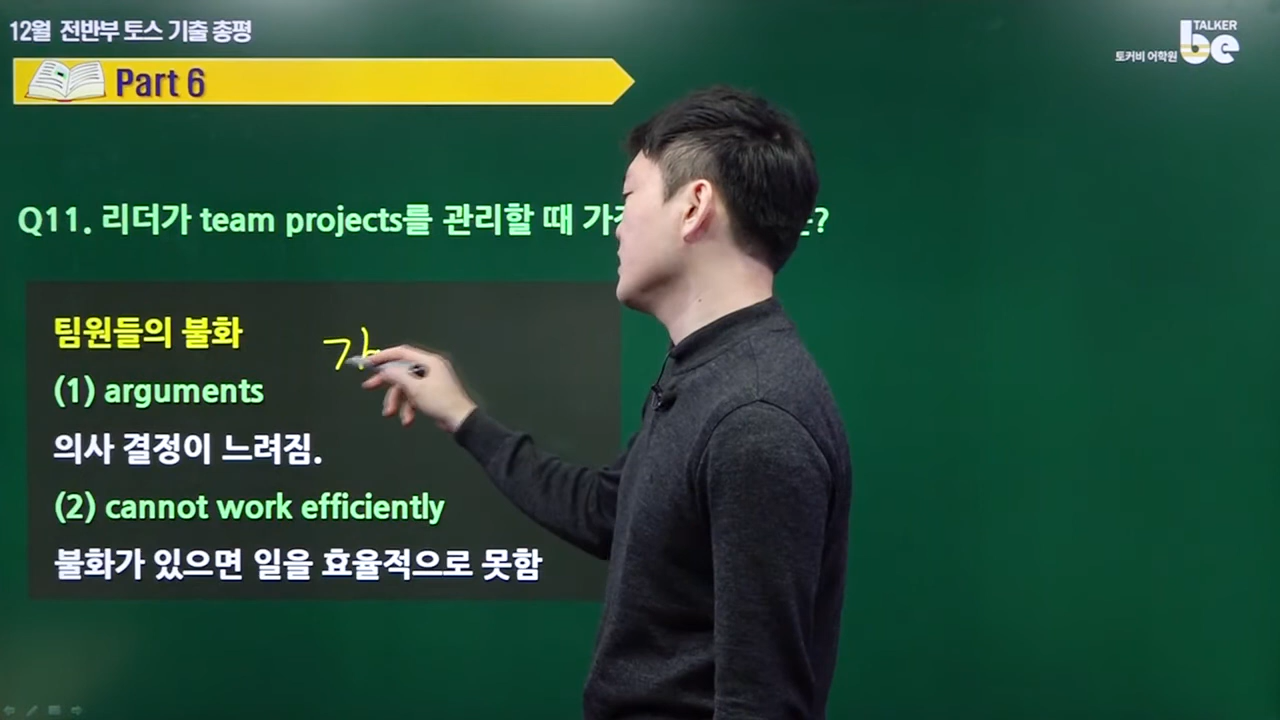 12월 전반부 토스 기출 총평
TALKER
be
토커비 어학원
Part 6
Q11. 리더가 team projects를 관리할 때
팀원들의 불화
(1) arguments
의사 결정이 느려짐.
(2) cannot work efficiently
불화가 있으면 일을 효율적으로 못함